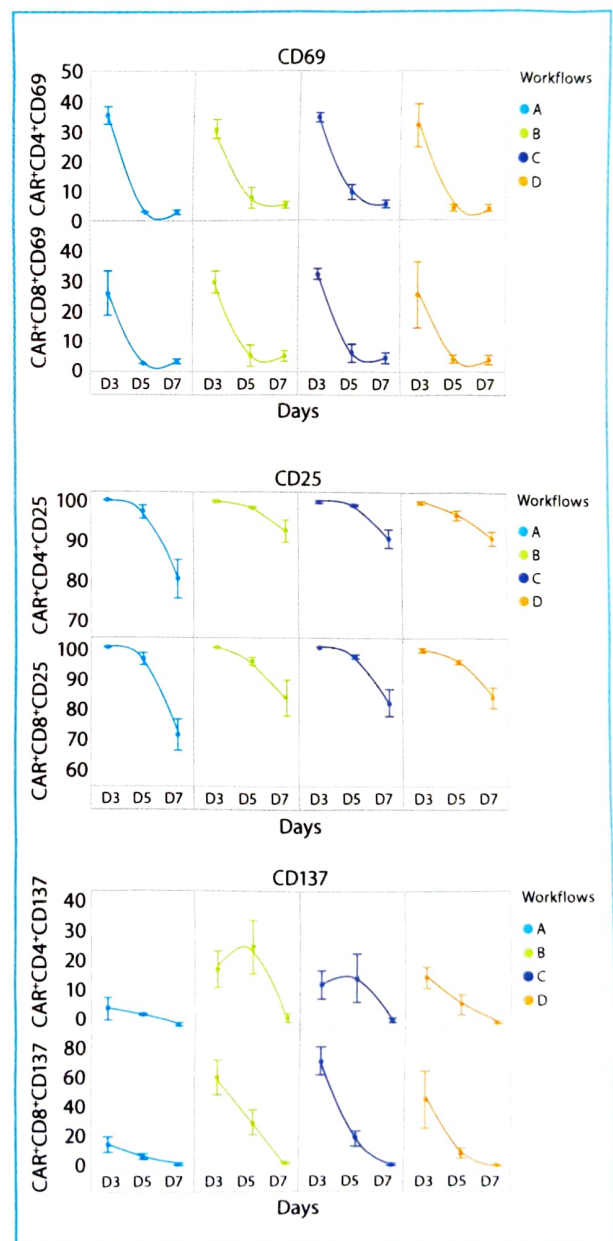 CD69
CAR⁺CD4⁺CD69
50
40
30
20
10
0
CAR⁺CD8⁺CD69
40
30
20
10
0
D3 D5 D7 D3 D5 D7 D3 D5 D7 D3 D5 D7
Days
Workflows
A
B
C
D
CD25
CAR⁺CD4⁺CD25
100
90
80
70
CAR⁺CD8⁺CD25
100
90
80
70
60
D3 D5 D7 D3 D5 D7 D3 D5 D7 D3 D5 D7
Days
Workflows
A
B
C
D
CD137
CAR⁺CD4⁺CD137
40
30
20
10
0
CAR⁺CD8⁺CD137
80
60
40
20
0
D3 D5 D7 D3 D5 D7 D3 D5 D7 D3 D5 D7
Days
Workflows
A
B
C
D